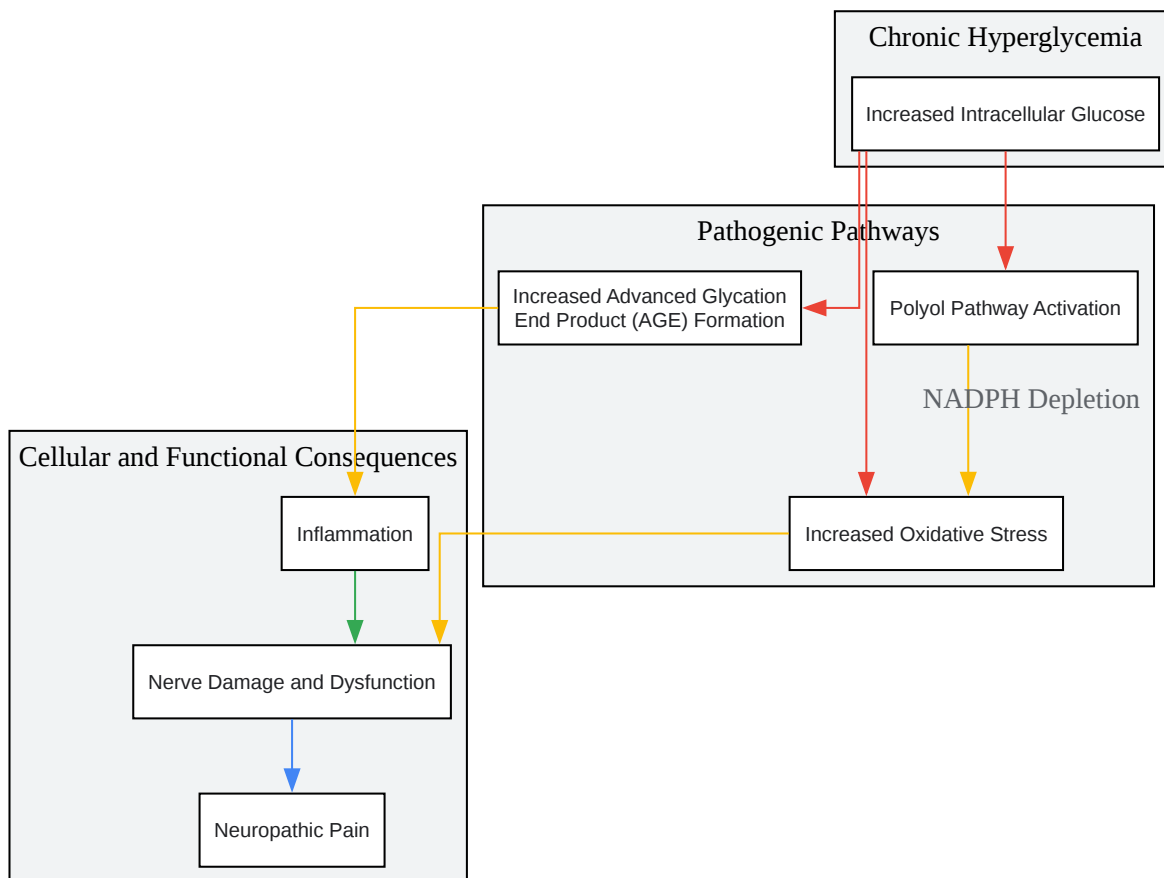 Chronic Hyperglycemia
Increased Intracellular Glucose
Pathogenic Pathways
Increased Advanced Glycation
End Product (AGE) Formation
Polyol Pathway Activation
NADPH Depletion
Cellular and Functional Consequences
Inflammation
Increased Oxidative Stress
Nerve Damage and Dysfunction
Neuropathic Pain